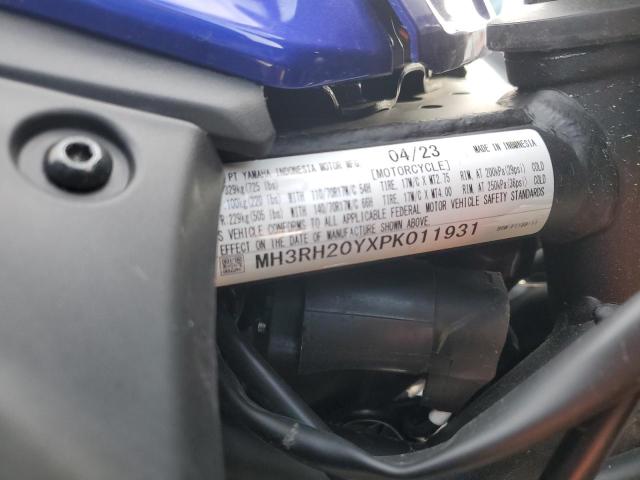 PT YAMAHA INDONESIA MOTOR MFG. 04/23 MADE IN INDONESIA
329kg(725 lbs) [MOTORCYCLE]
100kg(220 lbs) WITH 110/70R17M/C 54H TIRE, 17M/C X MT2.75 RIM AT 200kPa(29psi) COLD
R 229kg(506 lbs) WITH 140/70R17M/C 66H TIRE, 17M/C X MT4.00 RIM AT 250kPa(36psi) COLD
S VEHICLE CONFORMS TO ALL APPLICABLE FEDERAL MOTOR VEHICLE SAFETY STANDARDS
EFFECT ON THE DATE OF MANUFACTURE SHOWN ABOVE.
MH3RH20YXPK011931